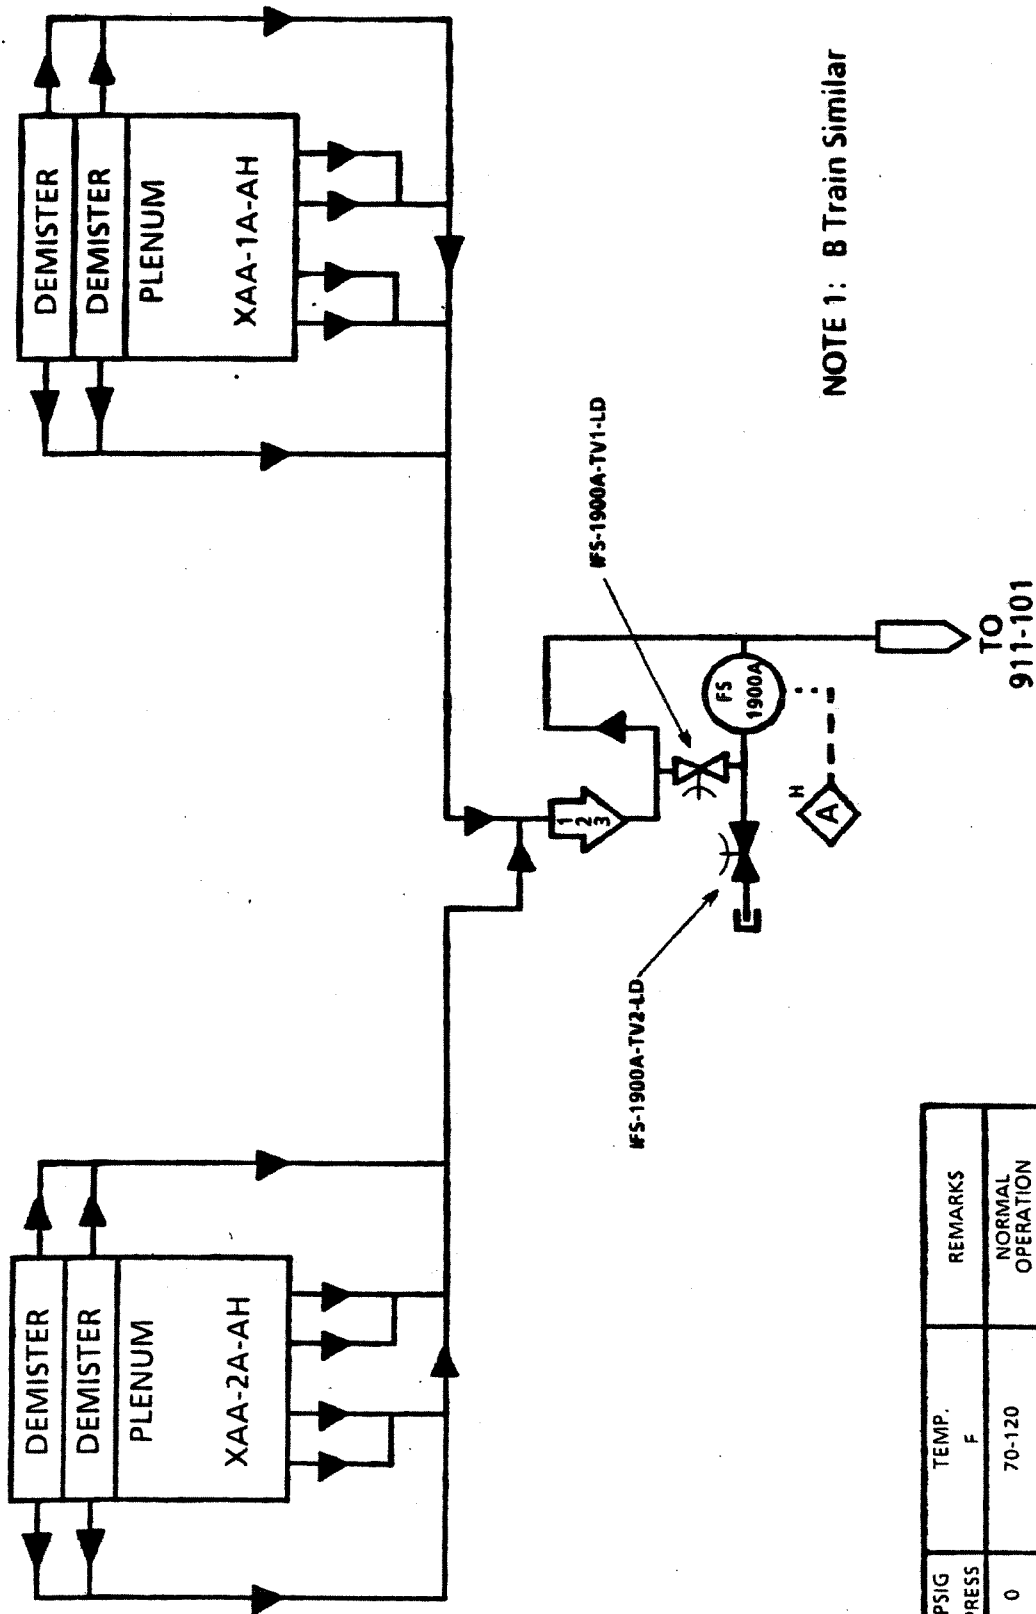 DEMISTER
DEMISTER
PLENUM
XAA-2A-AH
DEMISTER
DEMISTER
PLENUM
XAA-1A-AH
1
2
3
IFS-1900A-TV1-LD
IFS-1900A-TV2-LD
FS
1900A
H
A
TO
911-101
NOTE 1: B Train Similar
PSIG
PRESS
TEMP.
F
REMARKS
0
70-120
NORMAL
OPERATION